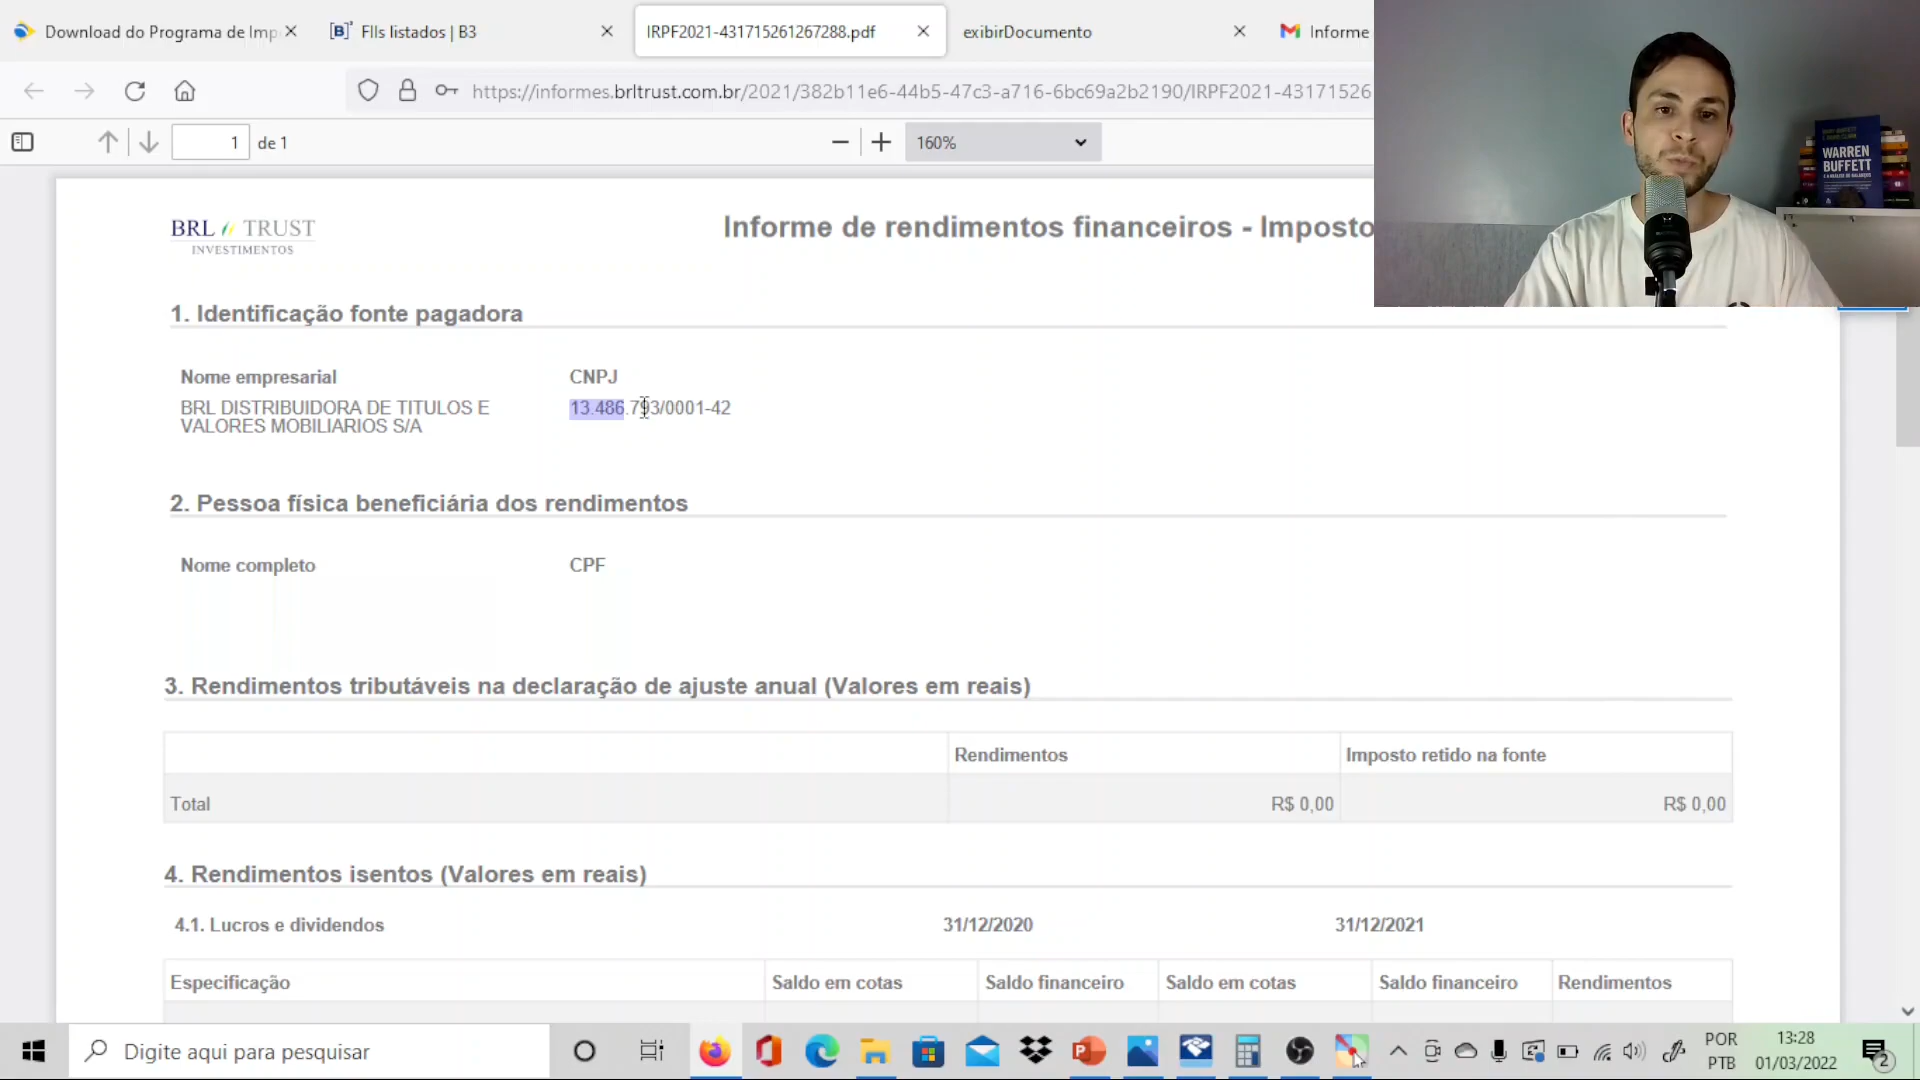 Download do Programa de Imp
FIIs listados | B3
IRPF2021-431715261267288.pdf
exibirDocumento
Informe
https://informes.brltrust.com.br/2021/382b11e6-44b5-47c3-a716-6bc69a2b2190/IRPF2021-43171526
1
de 1
160%
BRL TRUST
INVESTIMENTOS
Informe de rendimentos financeiros - Imposto
WARREN
BUFFETT
1. Identificação fonte pagadora
Nome empresarial
CNPJ
BRL DISTRIBUIDORA DE TITULOS E
VALORES MOBILIARIOS S/A
13.486.793/0001-42
2. Pessoa física beneficiária dos rendimentos
Nome completo
CPF
3. Rendimentos tributáveis na declaração de ajuste anual (Valores em reais)
Rendimentos
Imposto retido na fonte
Total
R$ 0,00
R$ 0,00
4. Rendimentos isentos (Valores em reais)
4.1. Lucros e dividendos
31/12/2020
31/12/2021
Especificação
Saldo em cotas
Saldo financeiro
Saldo em cotas
Saldo financeiro
Rendimentos
Digite aqui para pesquisar
POR
PTB
13:28
01/03/2022
2